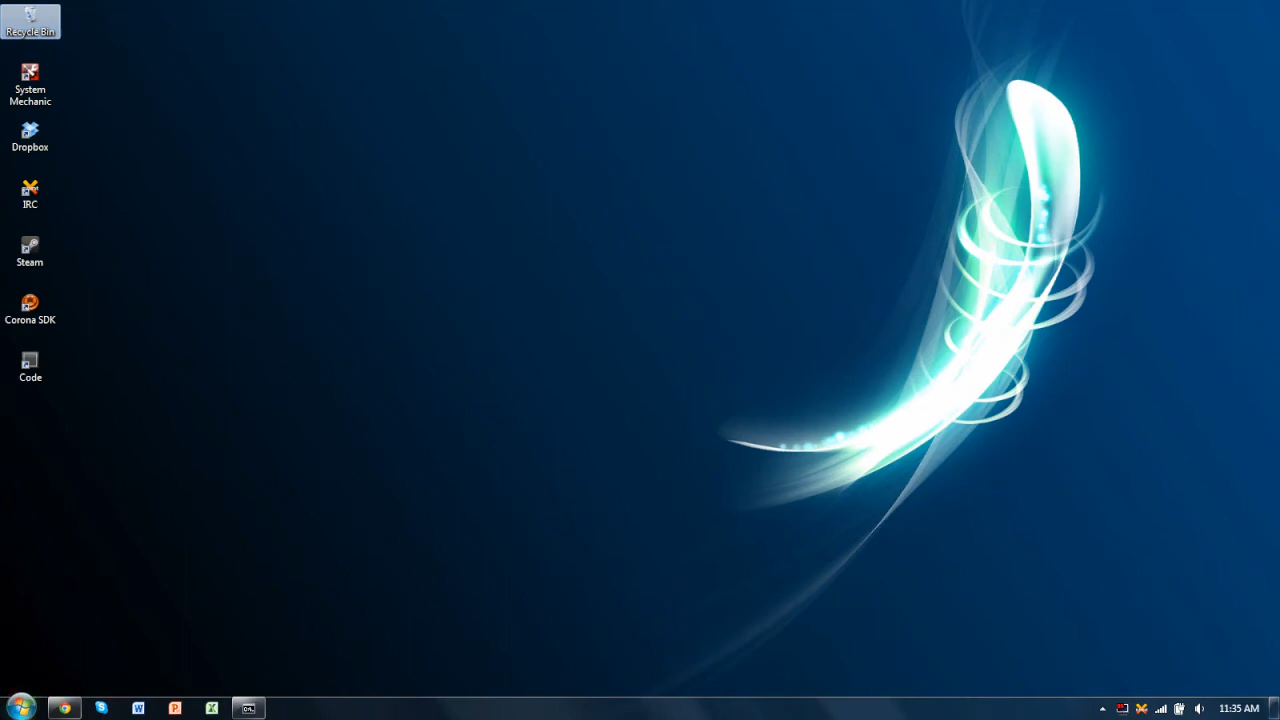 Recycle Bin
System
Mechanic
Dropbox
IRC
Steam
Corona SDK
Code
11:35 AM